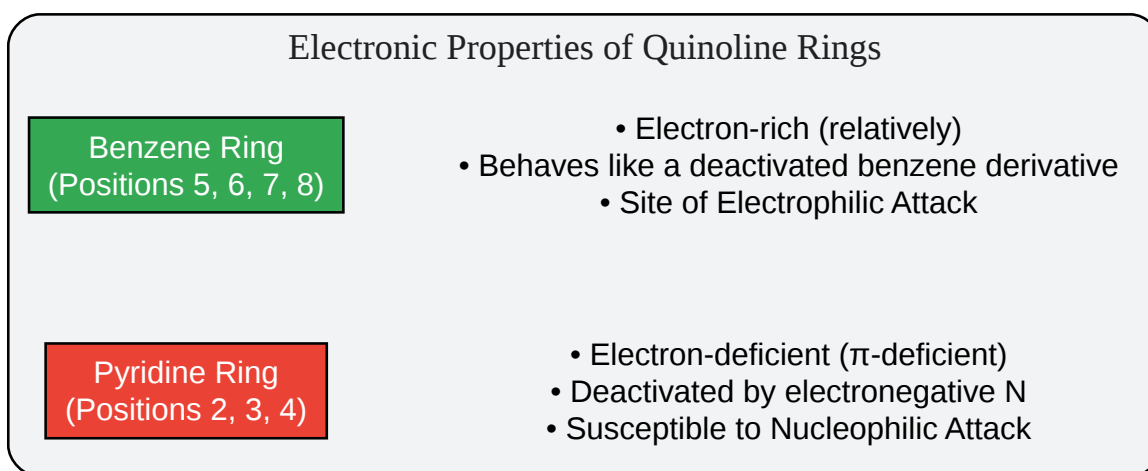 Electronic Properties of Quinoline Rings
Benzene Ring
(Positions 5, 6, 7, 8)
• Electron-rich (relatively)
• Behaves like a deactivated benzene derivative
• Site of Electrophilic Attack
Pyridine Ring
(Positions 2, 3, 4)
• Electron-deficient (π-deficient)
• Deactivated by electronegative N
• Susceptible to Nucleophilic Attack